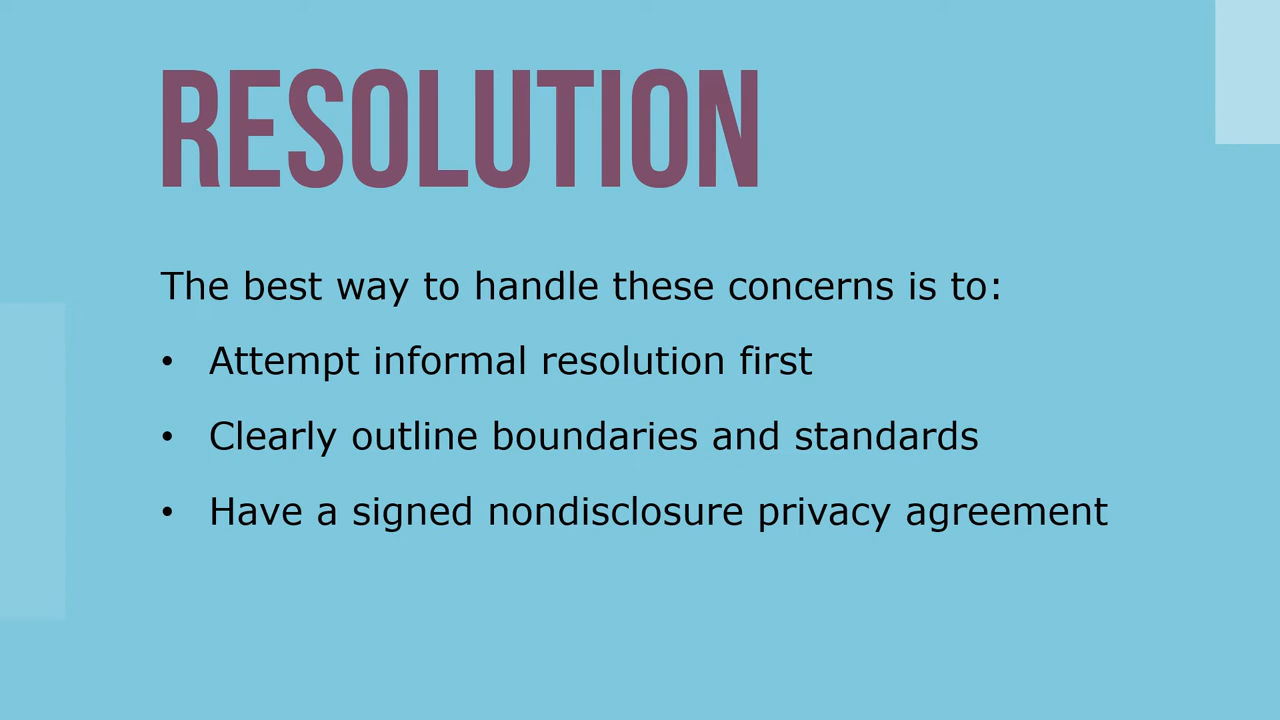 RESOLUTION
The best way to handle these concerns is to:
• Attempt informal resolution first
• Clearly outline boundaries and standards
• Have a signed nondisclosure privacy agreement